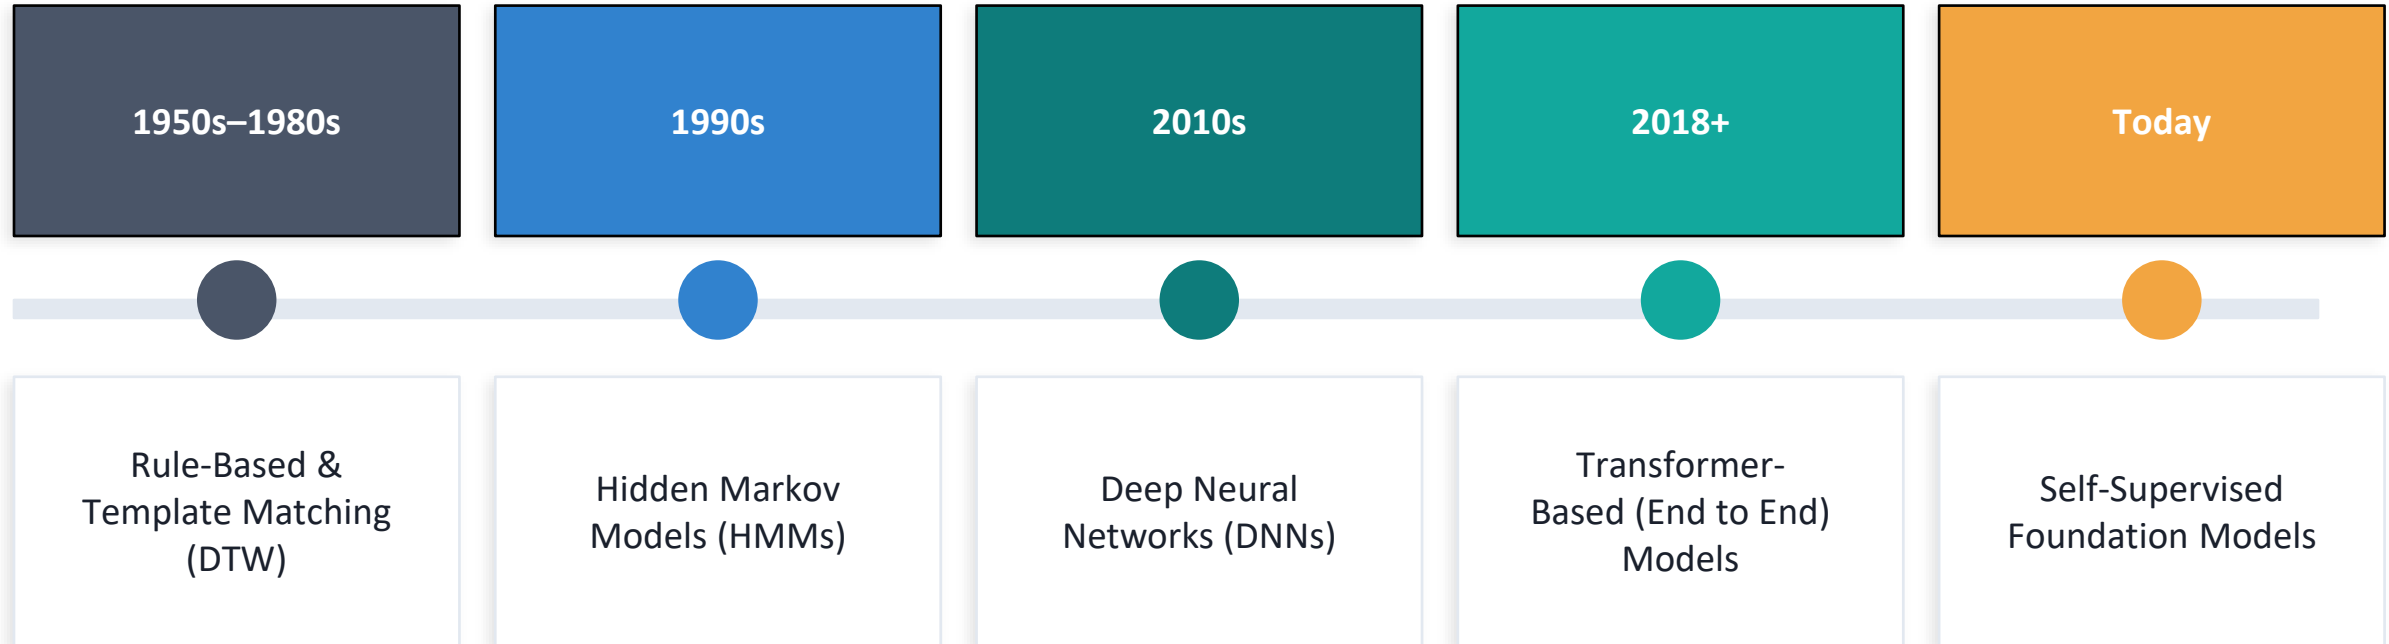 1950s–1980s
1990s
2010s
2018+
Today
Rule-Based &
Template Matching
(DTW)
Hidden Markov
Models (HMMs)
Deep Neural
Networks (DNNs)
Transformer-
Based (End to End)
Models
Self-Supervised
Foundation Models